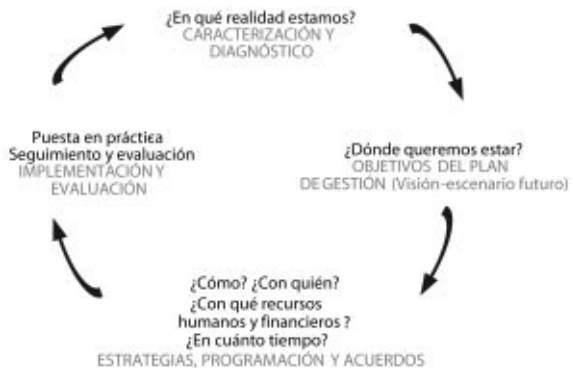 ¿En qué realidad estamos?
CARACTERIZACIÓN Y
DIAGNÓSTICO
¿Dónde queremos estar?
OBJETIVOS DEL PLAN
DE GESTIÓN (Visión-escenario futuro)
¿Cómo? ¿Con quién?
¿Con qué recursos
humanos y financieros ?
¿En cuánto tiempo?
ESTRATEGIAS, PROGRAMACIÓN Y ACUERDOS
Puesta en práctica
Seguimiento y evaluación
IMPLEMENTACIÓN Y
EVALUACIÓN